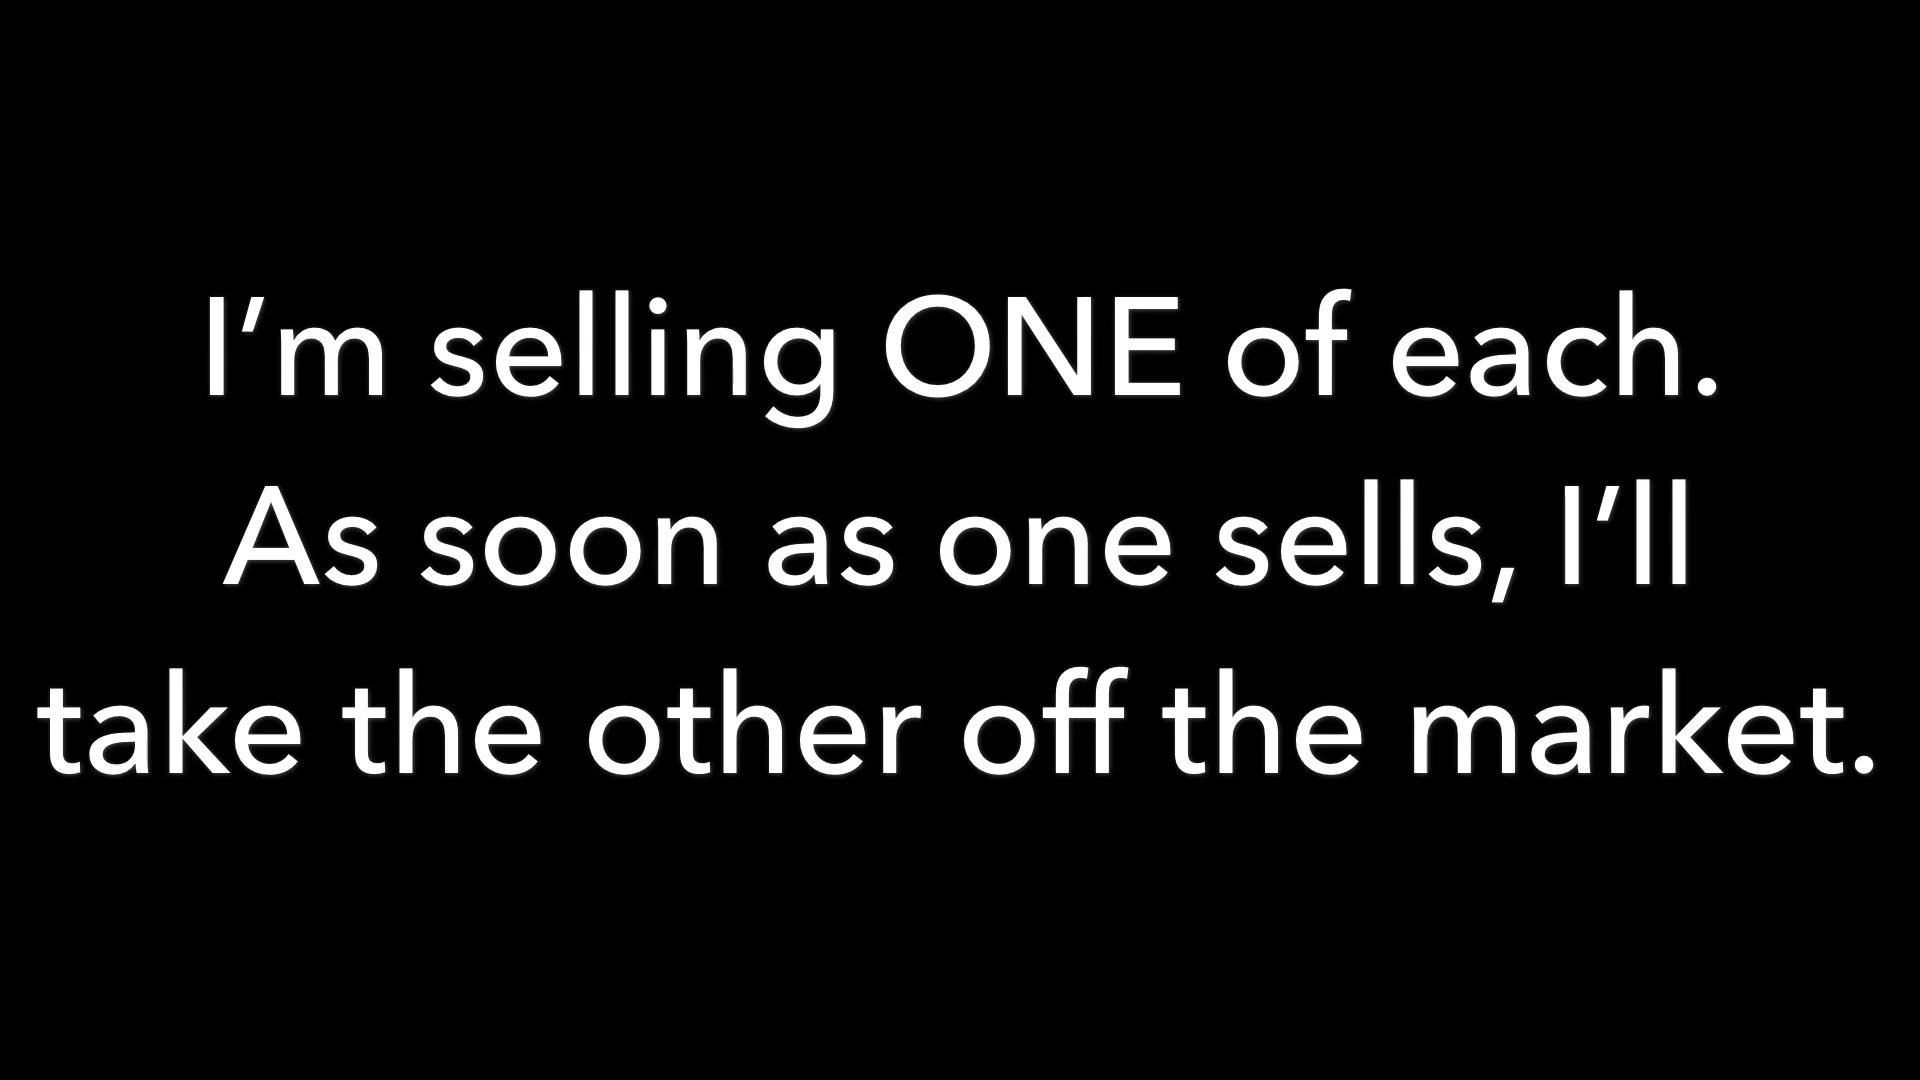 I’m selling ONE of each.
As soon as one sells, I’ll
take the other off the market.